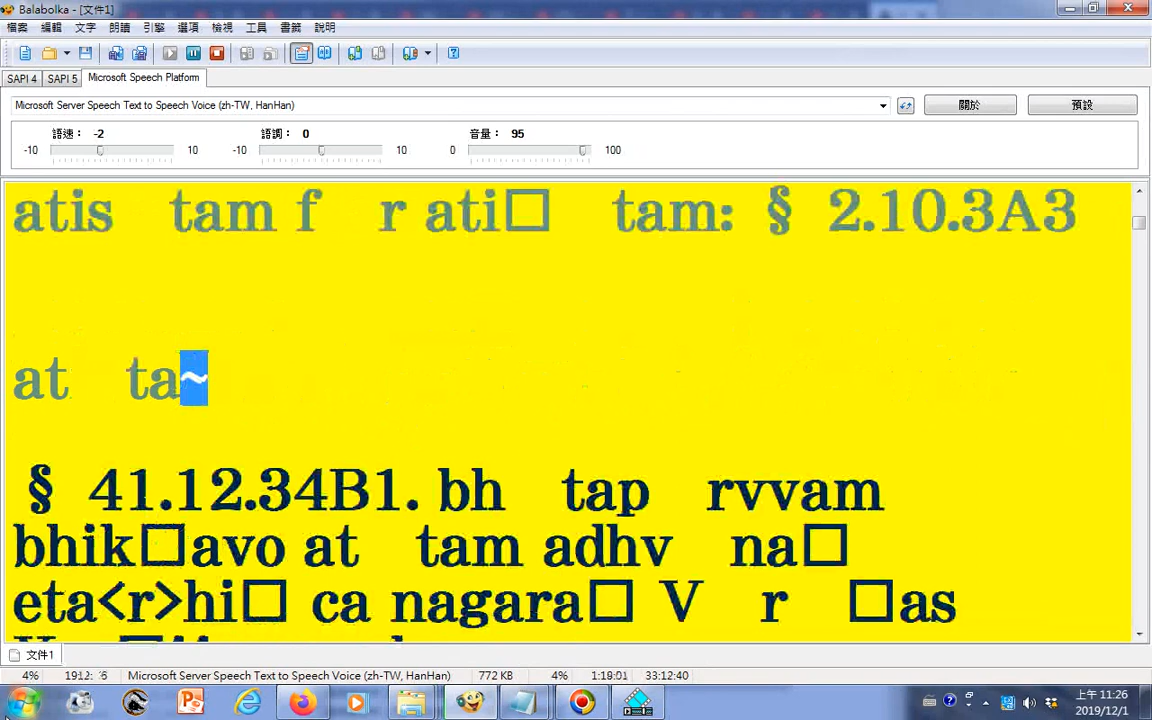 Balabolka - [文件1]
檔案 編輯 文字 朗讀 引擎 選項 檢視 工具 書籤 說明
SAPI 4 SAPI 5 Microsoft Speech Platform
Microsoft Server Speech Text to Speech Voice (zh-TW, HanHan) 關於 預設
語速： -2 語調： 0 音量： 95
-10 10 -10 10 0 100
atis tam f r ati□ tam: § 2.10.3A3
at ta~
§ 41.12.34B1. bh tap rvvam
bhik□avo at tam adhv na□
eta<r>hi□ ca nagara□ V r □as
文件1
4% Microsoft Server Speech Text to Speech Voice (zh-TW, HanHan) 772 KB 4% 1:18:01 33:12:40
上午 11:26
2019/12/1